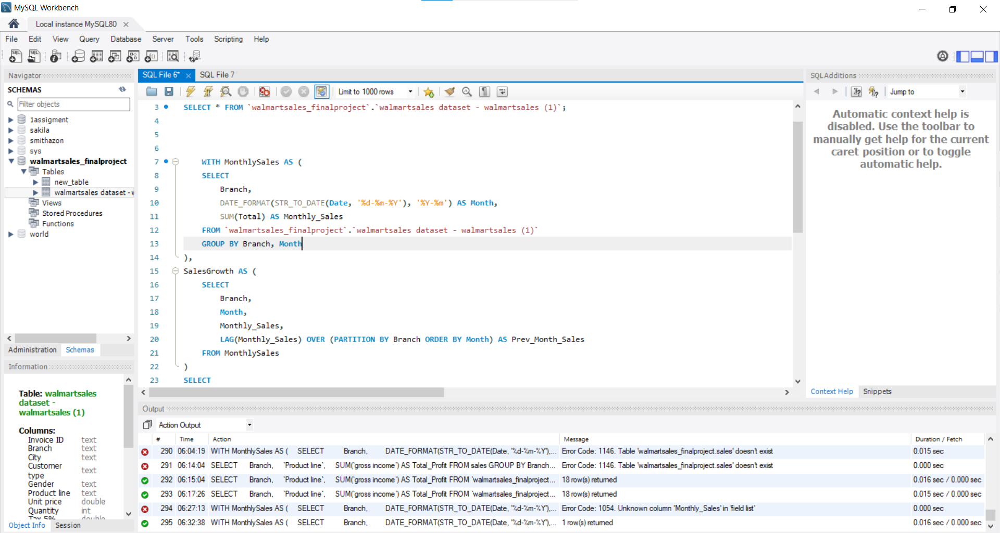 MySQL Workbench
Local instance MySQL80
File Edit View Query Database Server Tools Scripting Help
Navigator
SCHEMAS
Filter objects
1assigment
sakila
smithazon
sys
walmartsales_finalproject
Tables
new_table
walmartsales dataset - w
Views
Stored Procedures
Functions
world
Administration Schemas
Information
Table: walmartsales
dataset -
walmartsales (1)
Columns:
Invoice ID text
Branch text
City text
Customer
type text
Gender text
Product line text
Unit price double
Quantity int
Tax 5% double
Object Info Session
SQL File 6* SQL File 7
Limit to 1000 rows
3 SELECT * FROM `walmartsales_finalproject`.`walmartsales dataset - walmartsales (1)`;
4
5
6
7 WITH MonthlySales AS (
8 SELECT
9 Branch,
10 DATE_FORMAT(STR_TO_DATE(Date, '%d-%m-%Y'), '%Y-%m') AS Month,
11 SUM(Total) AS Monthly_Sales
12 FROM `walmartsales_finalproject`.`walmartsales dataset - walmartsales (1)`
13 GROUP BY Branch, Month
14 ),
15 SalesGrowth AS (
16 SELECT
17 Branch,
18 Month,
19 Monthly_Sales,
20 LAG(Monthly_Sales) OVER (PARTITION BY Branch ORDER BY Month) AS Prev_Month_Sales
21 FROM MonthlySales
22 )
23 SELECT
SQLAdditions
Jump to
Automatic context help is
disabled. Use the toolbar to
manually get help for the current
caret position or to toggle
automatic help.
Context Help Snippets
Output
Action Output
# Time Action Message Duration / Fetch
290 06:04:19 WITH MonthlySales AS ( SELECT Branch, DATE_FORMAT(STR_TO_DATE(Date, '%d-%m-%Y'),... Error Code: 1146. Table 'walmartsales_finalproject.sales' doesn't exist 0.015 sec
291 06:14:04 SELECT Branch, `Product line`, SUM(`gross income`) AS Total_Profit FROM sales GROUP BY Branch... Error Code: 1146. Table 'walmartsales_finalproject.sales' doesn't exist 0.000 sec
292 06:15:04 SELECT Branch, `Product line`, SUM(`gross income`) AS Total_Profit FROM `walmartsales_finalproject... 18 row(s) returned 0.016 sec / 0.000 sec
293 06:17:26 SELECT Branch, `Product line`, SUM(`gross income`) AS Total_Profit FROM `walmartsales_finalproject... 18 row(s) returned 0.015 sec / 0.000 sec
294 06:27:13 WITH MonthlySales AS ( SELECT Branch, DATE_FORMAT(STR_TO_DATE(Date, '%d-%m-%Y'),... Error Code: 1054. Unknown column 'Monthly_Sales' in 'field list' 0.000 sec
295 06:32:38 WITH MonthlySales AS ( SELECT Branch, DATE_FORMAT(STR_TO_DATE(Date, '%d-%m-%Y'),... 1 row(s) returned 0.016 sec / 0.000 sec